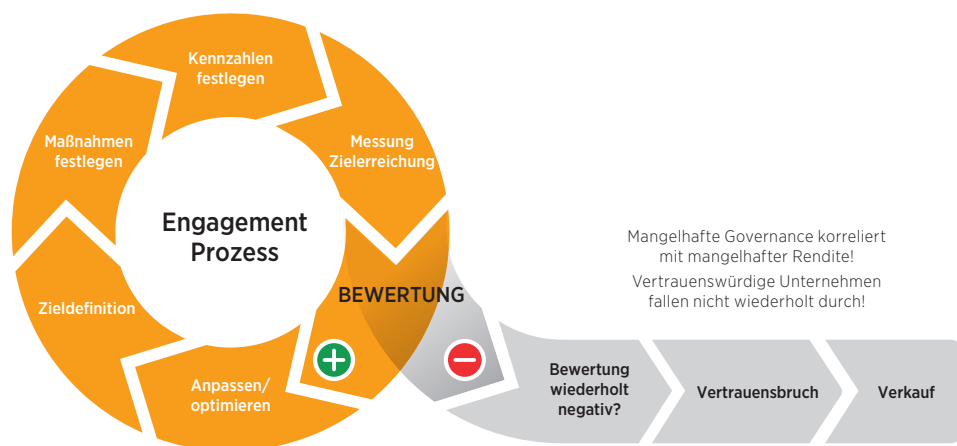 Kennzahlen
festlegen
Maßnahmen
festlegen
Messung
Zielerreichung
Engagement
Prozess
Mangelhafte Governance korreliert
mit mangelhafter Rendite!
Vertrauenswürdige Unternehmen
fallen nicht wiederholt durch!
Zieldefinition
BEWERTUNG
Anpassen/
optimieren
Bewertung
wiederholt
negativ?
Vertrauensbruch
Verkauf